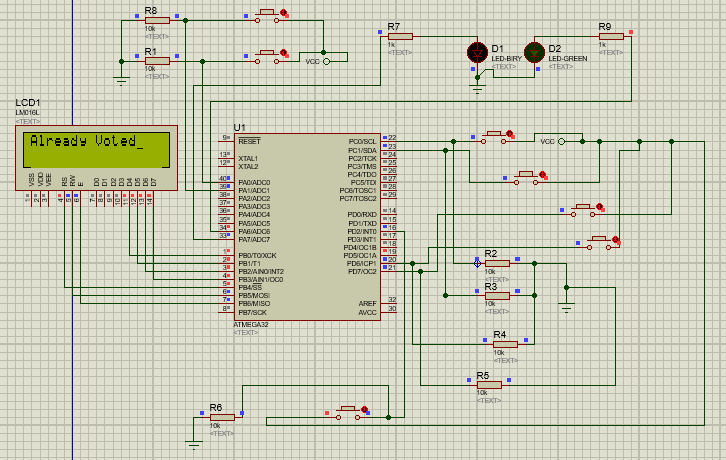 R8
10k
<TEXT>
R1
10k
<TEXT>
VCC
R7
1k
<TEXT>
D1
LED-BIRY
<TEXT>
D2
LED-GREEN
<TEXT>
R9
1k
<TEXT>
LCD1
LM016L
Already Voted_
VSS
VDD
VEE
RS
RW
E
D0
D1
D2
D3
D4
D5
D6
D7
1
2
3
4
5
6
7
8
9
10
11
12
13
14
U1
9 RESET
13 XTAL1
12 XTAL2
40 PA0/ADC0
39 PA1/ADC1
38 PA2/ADC2
37 PA3/ADC3
36 PA4/ADC4
35 PA5/ADC5
34 PA6/ADC6
33 PA7/ADC7
1 PB0/T0/XCK
2 PB1/T1
3 PB2/AIN0/INT2
4 PB3/AIN1/OC0
5 PB4/SS
6 PB5/MOSI
7 PB6/MISO
8 PB7/SCK
PC0/SCL 22
PC1/SDA 23
PC2/TCK 24
PC3/TMS 25
PC4/TDO 26
PC5/TDI 27
PC6/TOSC1 28
PC7/TOSC2 29
PD0/RXD 14
PD1/TXD 15
PD2/INT0 16
PD3/INT1 17
PD4/OC1B 18
PD5/OC1A 19
PD6/ICP1 20
PD7/OC2 21
AREF 32
AVCC 30
ATMEGA32
<TEXT>
VCC
R2
10k
<TEXT>
R3
10k
<TEXT>
R4
10k
<TEXT>
R5
10k
<TEXT>
R6
10k
<TEXT>